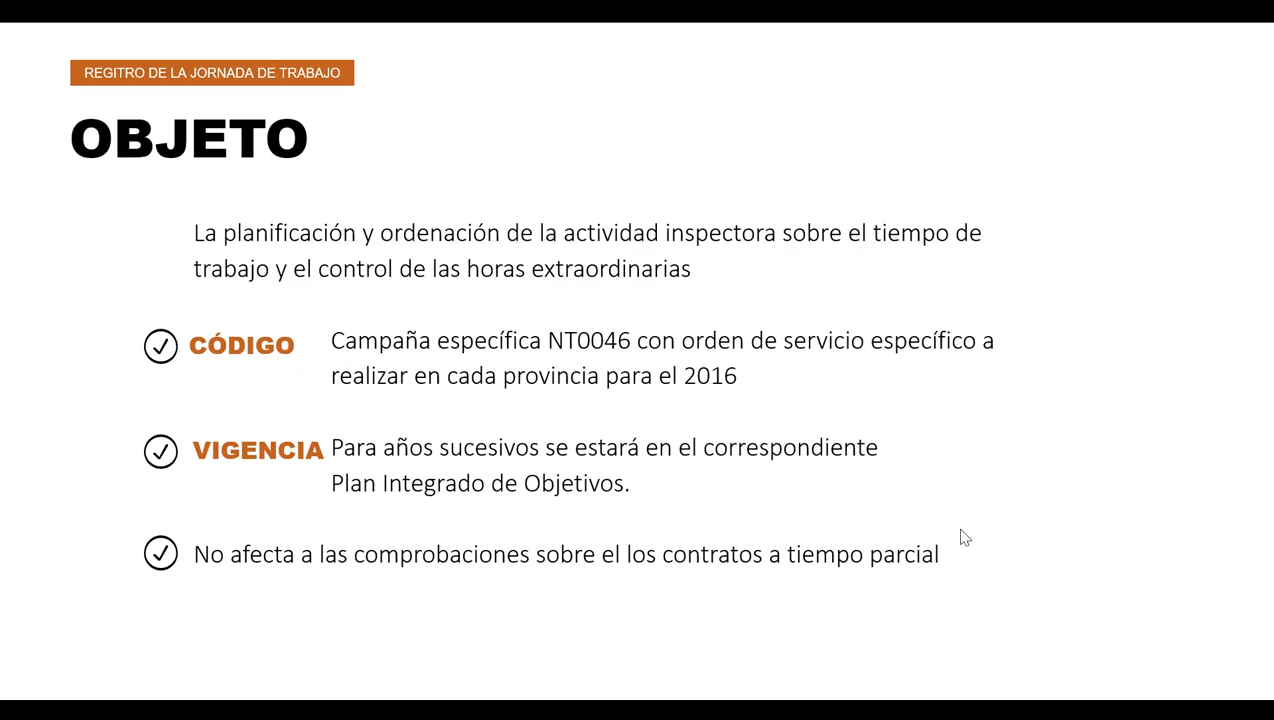 REGITRO DE LA JORNADA DE TRABAJO
OBJETO
La planificación y ordenación de la actividad inspectora sobre el tiempo de
trabajo y el control de las horas extraordinarias
CÓDIGO Campaña específica NT0046 con orden de servicio específico a
realizar en cada provincia para el 2016
VIGENCIA Para años sucesivos se estará en el correspondiente
Plan Integrado de Objetivos.
No afecta a las comprobaciones sobre el los contratos a tiempo parcial